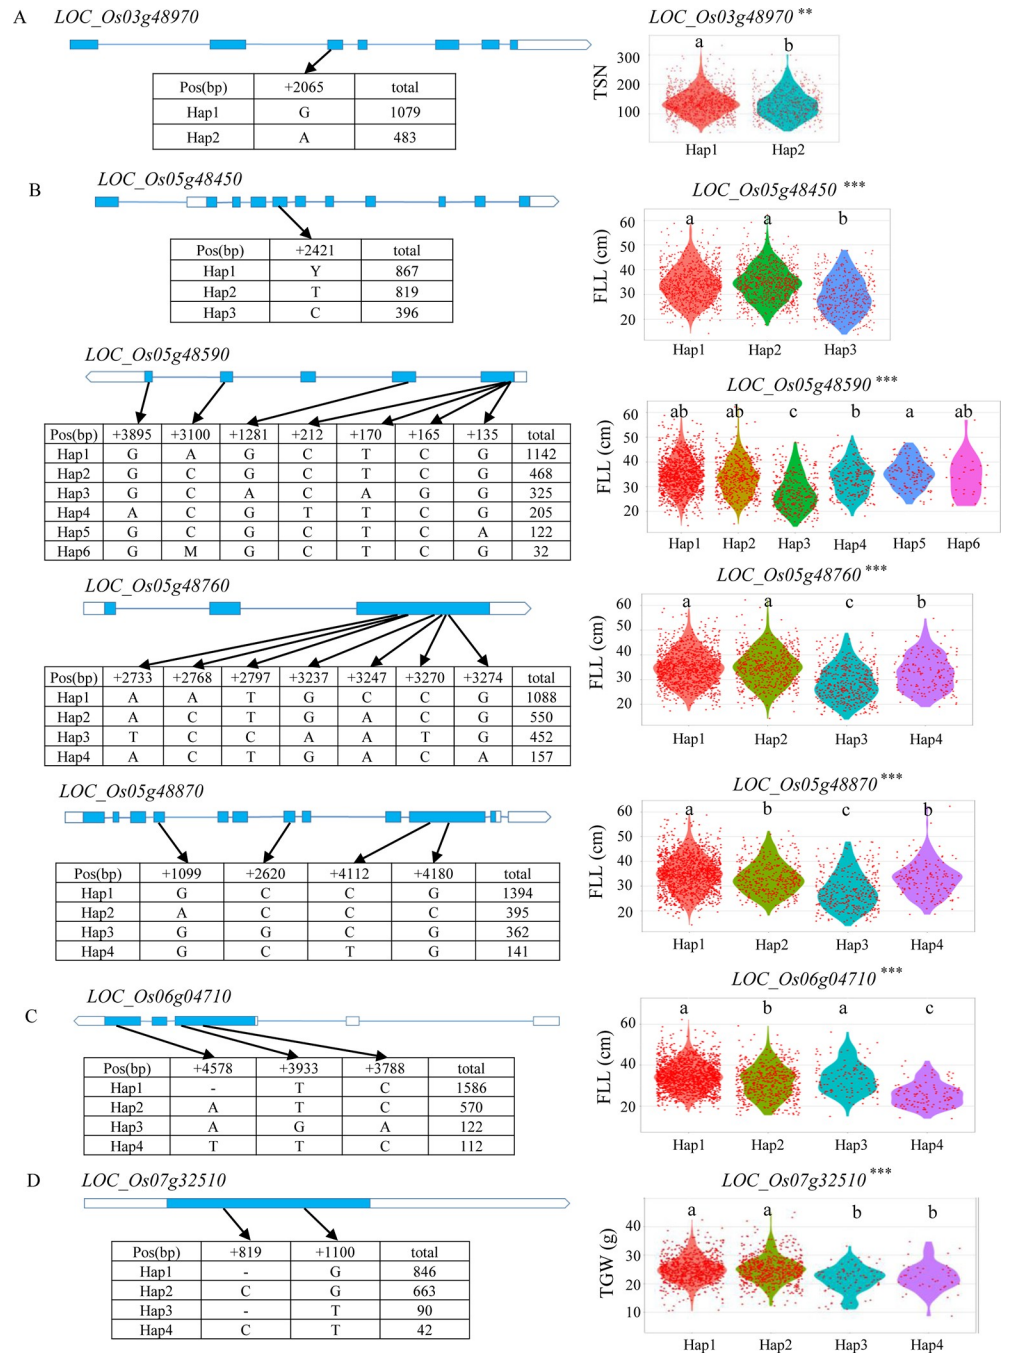 A LOC_Os03g48970
Pos(bp) +2065 total
Hap1 G 1079
Hap2 A 483
LOC_Os03g48970 **
TSN
300
200
100
a b
Hap1 Hap2
B LOC_Os05g48450
Pos(bp) +2421 total
Hap1 Y 867
Hap2 T 819
Hap3 C 396
LOC_Os05g48450 ***
FLL (cm)
60
50
40
30
20
a a b
Hap1 Hap2 Hap3
LOC_Os05g48590
Pos(bp) +3895 +3100 +1281 +212 +170 +165 +135 total
Hap1 G A G C T C G 1142
Hap2 G C G C T C G 468
Hap3 G C A C A G G 325
Hap4 A C G T T C G 205
Hap5 G C G C T C A 122
Hap6 G M G C T C G 32
LOC_Os05g48590 ***
FLL (cm)
60
50
40
30
20
ab ab c b a ab
Hap1 Hap2 Hap3 Hap4 Hap5 Hap6
LOC_Os05g48760
Pos(bp) +2733 +2768 +2797 +3237 +3247 +3270 +3274 total
Hap1 A A T G C C G 1088
Hap2 A C T G A C G 550
Hap3 T C C A A T G 452
Hap4 A C T G A C A 157
LOC_Os05g48760 ***
FLL (cm)
60
50
40
30
20
a a c b
Hap1 Hap2 Hap3 Hap4
LOC_Os05g48870
Pos(bp) +1099 +2620 +4112 +4180 total
Hap1 G C C G 1394
Hap2 A C C C 395
Hap3 G G C G 362
Hap4 G C T G 141
LOC_Os05g48870 ***
FLL (cm)
60
50
40
30
20
a b c b
Hap1 Hap2 Hap3 Hap4
C LOC_Os06g04710
Pos(bp) +4578 +3933 +3788 total
Hap1 - T C 1586
Hap2 A T C 570
Hap3 A G A 122
Hap4 T T C 112
LOC_Os06g04710 ***
FLL (cm)
60
40
20
a b a c
Hap1 Hap2 Hap3 Hap4
D LOC_Os07g32510
Pos(bp) +819 +1100 total
Hap1 - G 846
Hap2 C G 663
Hap3 - T 90
Hap4 C T 42
LOC_Os07g32510 ***
TGW (g)
40
30
20
10
a a b b
Hap1 Hap2 Hap3 Hap4